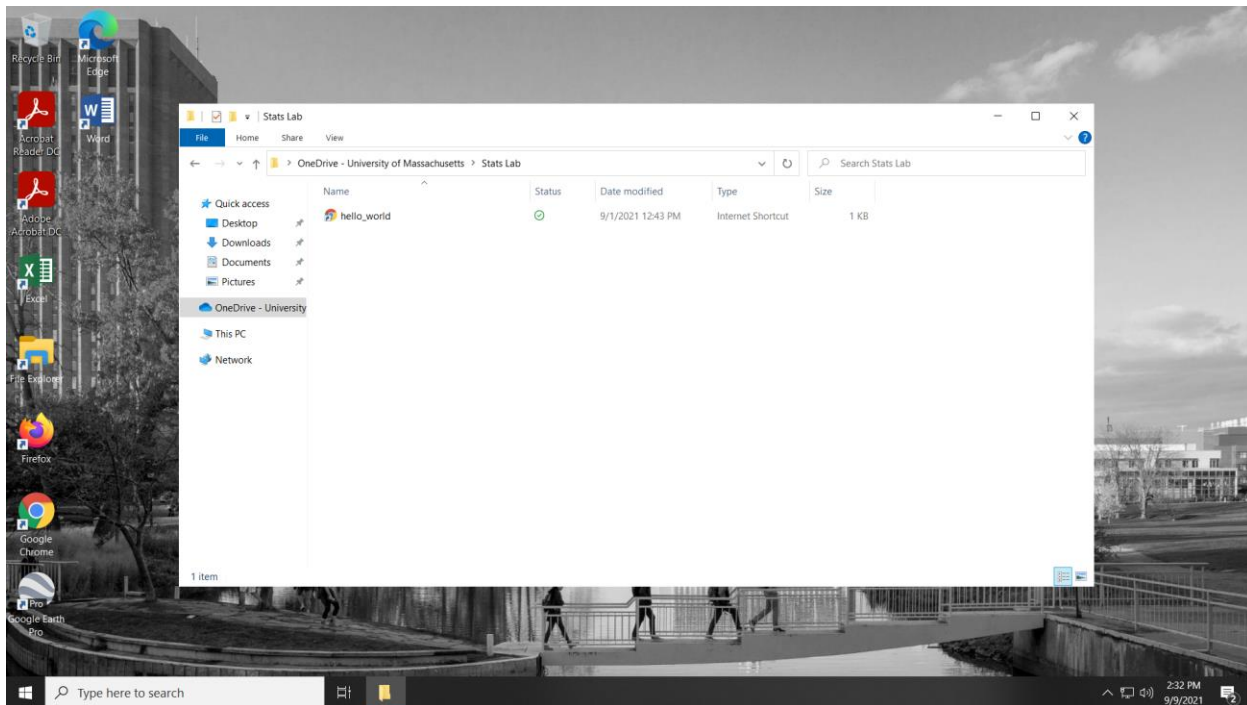 Recycle Bin
Microsoft
Edge
Acrobat
Reader DC
Word
Adobe
Acrobat DC
Excel
File Explorer
Firefox
Google
Chrome
Pro
Google Earth
Pro
Stats Lab
File Home Share View
OneDrive - University of Massachusetts > Stats Lab
Search Stats Lab
Name Status Date modified Type Size
hello_world 9/1/2021 12:43 PM Internet Shortcut 1 KB
Quick access
Desktop
Downloads
Documents
Pictures
OneDrive - University
This PC
Network
1 item
Type here to search
2:32 PM
9/9/2021
2